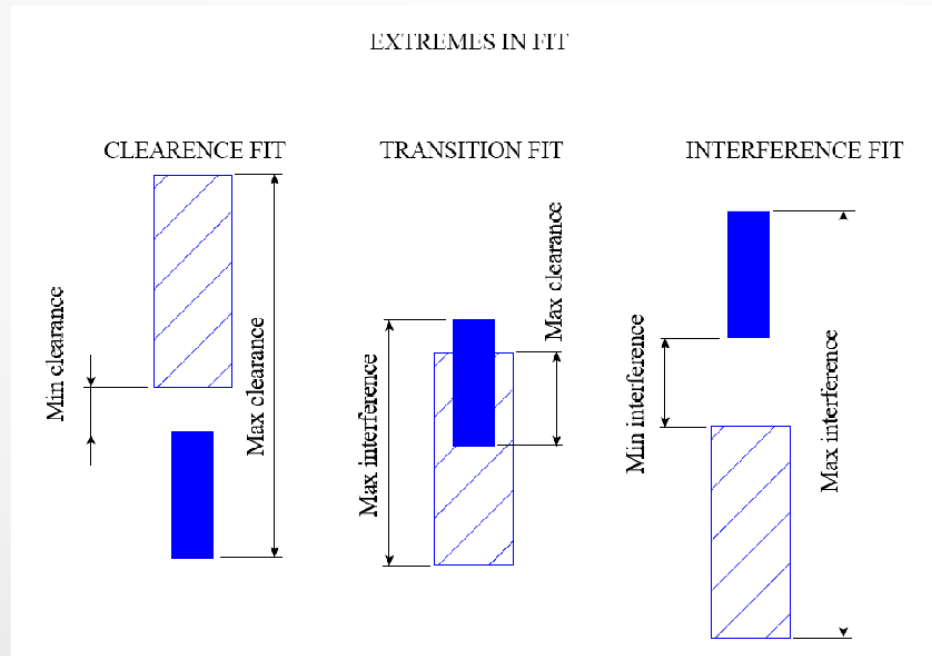 EXTREMES IN FIT
CLEARENCE FIT
TRANSITION FIT
INTERFERENCE FIT
Min clearance
Max clearance
Max interference
Max clearance
Min interference
Max interference